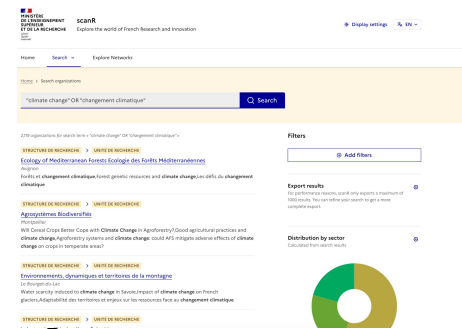 MINISTÈRE
DE L'ENSEIGNEMENT
SUPÉRIEUR
ET DE LA RECHERCHE
scanR
Explore the world of French Research and Innovation
Display settings
EN
Home
Search
Explore Networks
Home > Search organizations
"climate change" OR "changement climatique"
Search
2,119 organizations for search term « "climate change" OR "changement climatique" »
STRUCTURE DE RECHERCHE > UNITÉ DE RECHERCHE
Ecology of Mediterranean Forests Ecologie des Forêts Méditerranéennes
Avignon
Forêts et changement climatique,Forest genetic resources and climate change,Les défis du changement
climatique
STRUCTURE DE RECHERCHE > UNITÉ DE RECHERCHE
Agrosystèmes Biodiversifiés
Montpellier
Will Cereal Crops Better Cope with Climate Change in Agroforestry?,Good agricultural practices and
climate change,Agroforestry systems and climate change: could AFS mitigate adverse effects of climate
change on crops in temperate areas?
STRUCTURE DE RECHERCHE > UNITÉ DE RECHERCHE
Environnements, dynamiques et territoires de la montagne
Le Bourget-du-Lac
Water scarcity induced to climate change in Savoie,Impact of climate change on French
glaciers,Adaptabilité des territoires et enjeux sur les ressources face au changement climatique
Filters
Add filters
Export results
For performance reasons, scanR only exports a maximum of
1000 results. You can refine your search to get a more
complete export.
Distribution by sector
Calculated from search results